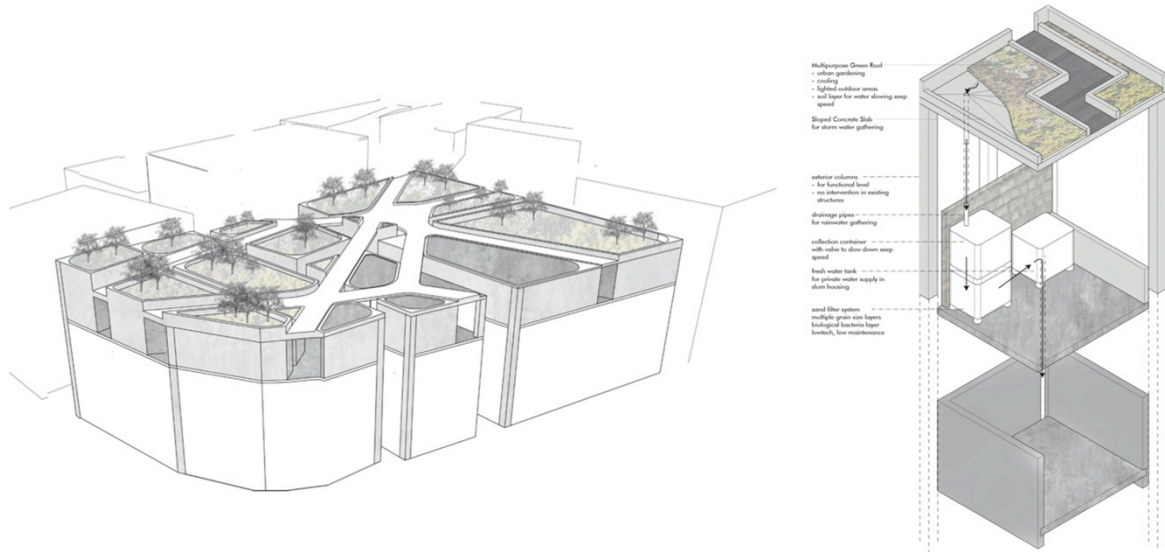 Multipurpose Green Roof
- urban gardening
- cooling
- lighted outdoor areas
- soil layer for water slowing seep
speed
Sloped Concrete Slab
for storm water gathering
exterior columns
- for functional level
- no intervention in existing
structures
drainage pipes
for rainwater gathering
collection container
with valve to slow down seep
speed
fresh water tank
for private water supply in
slum housing
sand filter system
multiple grain size layers
biological bacteria layer
lowtech, low maintenance